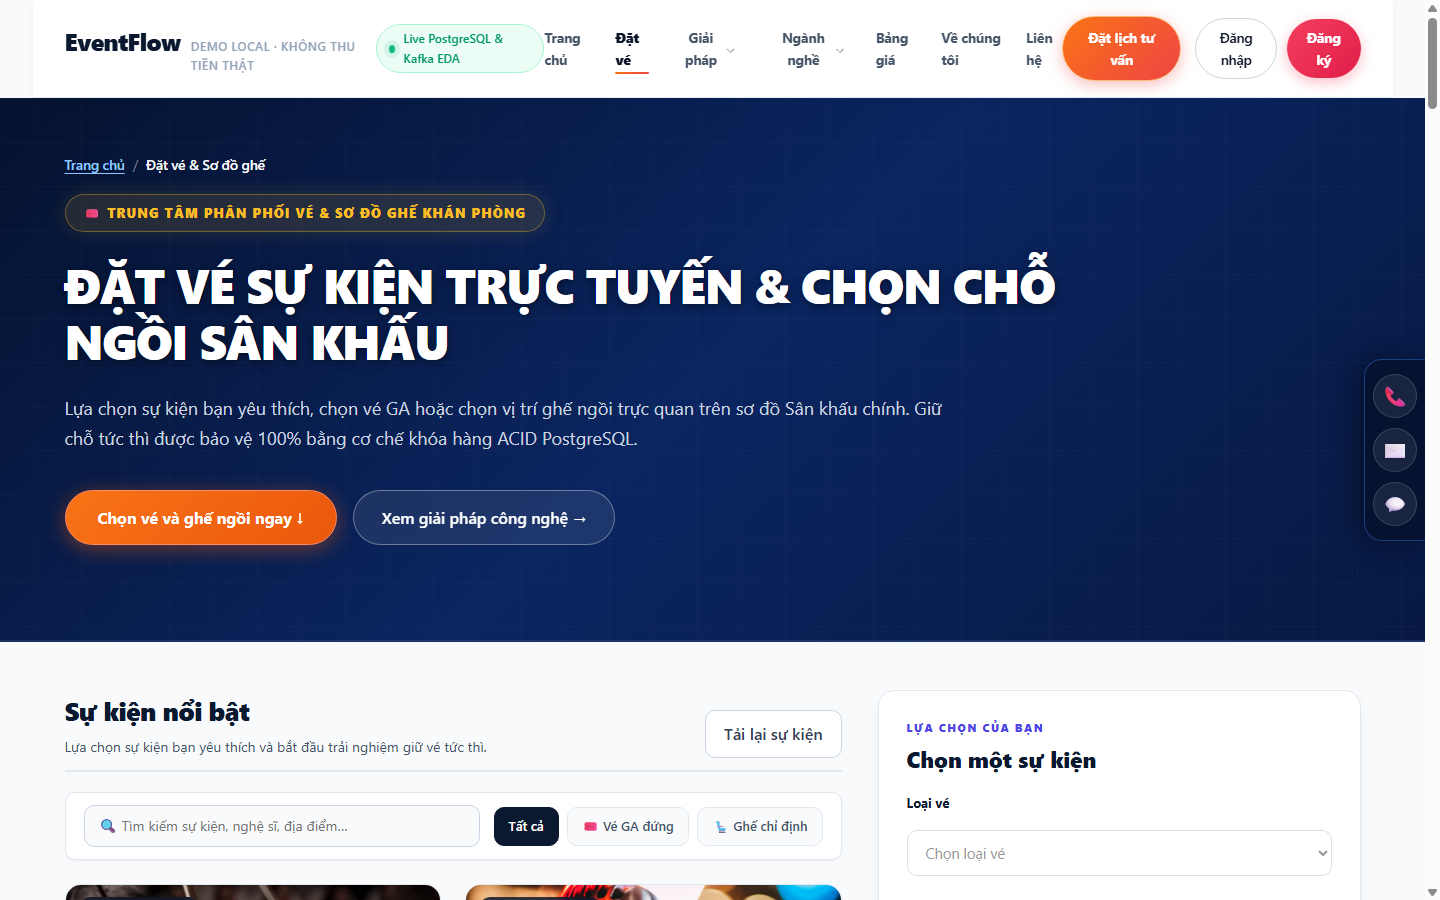 EventFlow
DEMO LOCAL · KHÔNG THU
TIỀN THẬT
Live PostgreSQL &
Kafka EDA
Trang
chủ
Đặt
vé
Giải
pháp
Ngành
nghề
Bảng
giá
Về chúng
tôi
Liên
hệ
Đặt lịch tư
vấn
Đăng
nhập
Đăng
ký
Trang chủ / Đặt vé & Sơ đồ ghế
TRUNG TÂM PHÂN PHỐI VÉ & SƠ ĐỒ GHẾ KHÁN PHÒNG
ĐẶT VÉ SỰ KIỆN TRỰC TUYẾN & CHỌN CHỖ
NGỒI SÂN KHẤU
Lựa chọn sự kiện bạn yêu thích, chọn vé GA hoặc chọn vị trí ghế ngồi trực quan trên sơ đồ Sân khấu chính. Giữ
chỗ tức thì được bảo vệ 100% bằng cơ chế khóa hàng ACID PostgreSQL.
Chọn vé và ghế ngồi ngay ↓
Xem giải pháp công nghệ →
Sự kiện nổi bật
Lựa chọn sự kiện bạn yêu thích và bắt đầu trải nghiệm giữ vé tức thì.
Tải lại sự kiện
Tìm kiếm sự kiện, nghệ sĩ, địa điểm...
Tất cả
Vé GA đứng
Ghế chỉ định
LỰA CHỌN CỦA BẠN
Chọn một sự kiện
Loại vé
Chọn loại vé